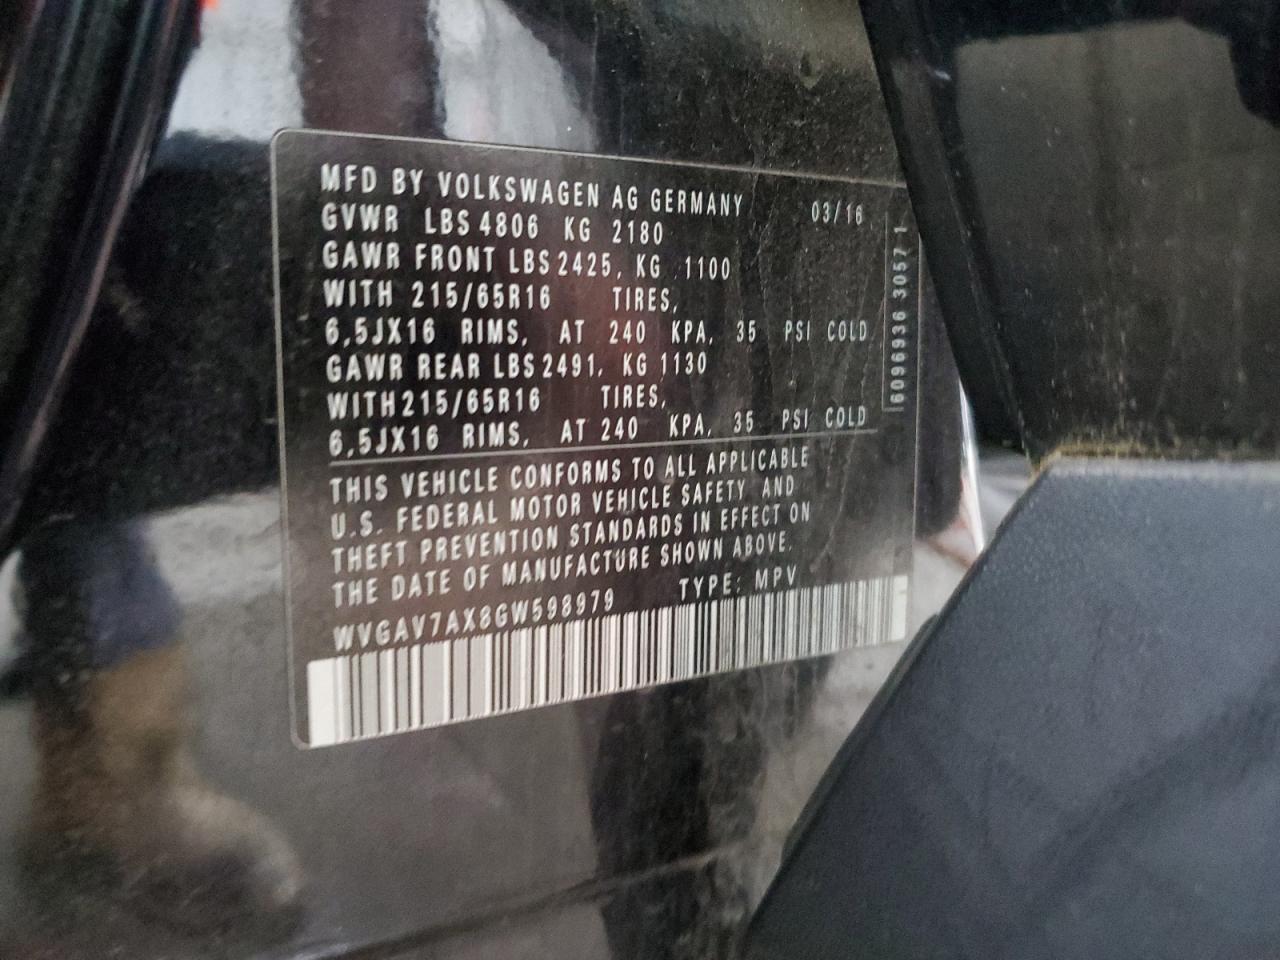 MFD BY VOLKSWAGEN AG GERMANY 03/16
GVWR LBS 4806 KG 2180
GAWR FRONT LBS 2425, KG 1100
WITH 215/65R16 TIRES,
6,5JX16 RIMS, AT 240 KPA, 35 PSI COLD
GAWR REAR LBS 2491, KG 1130
WITH 215/65R16 TIRES,
6,5JX16 RIMS, AT 240 KPA, 35 PSI COLD
THIS VEHICLE CONFORMS TO ALL APPLICABLE
U.S. FEDERAL MOTOR VEHICLE SAFETY AND
THEFT PREVENTION STANDARDS IN EFFECT ON
THE DATE OF MANUFACTURE SHOWN ABOVE.
WVGAV7AX8GW598979 TYPE: MPV
6096936 3057 1